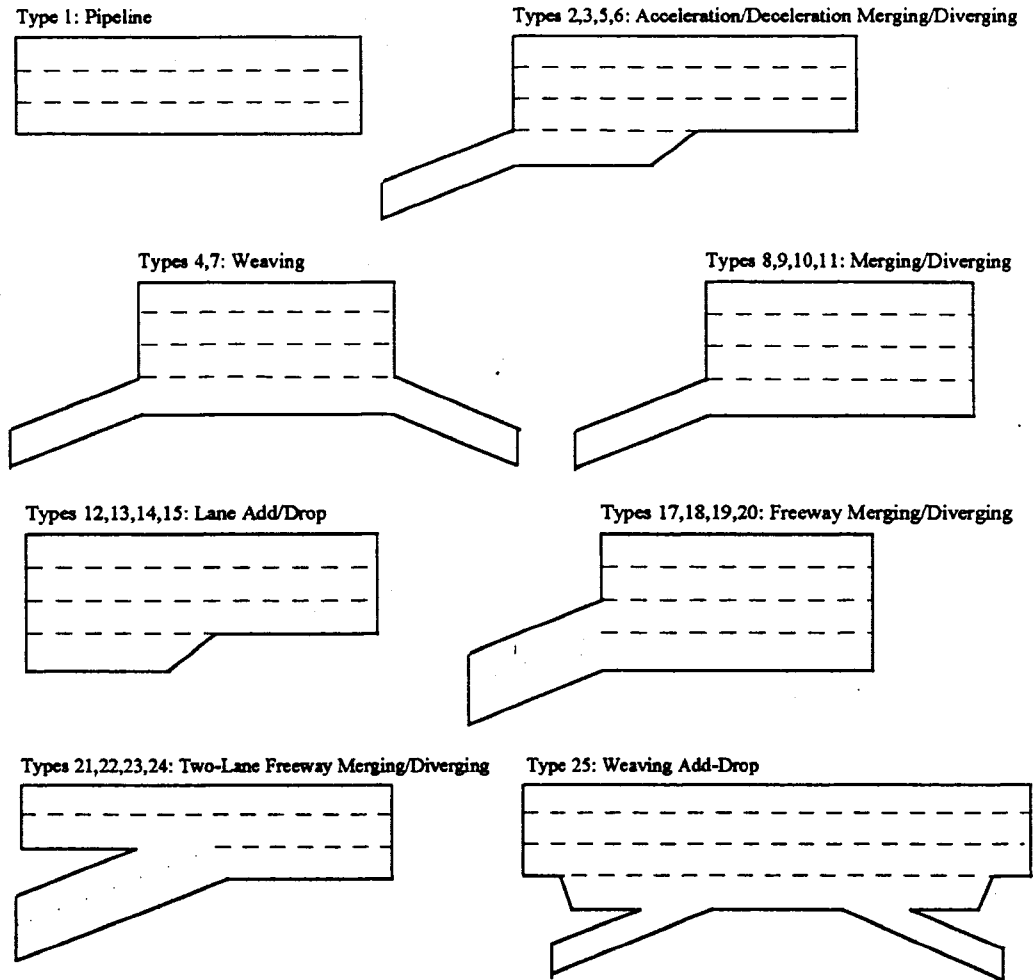 Type 1: Pipeline
Types 2,3,5,6: Acceleration/Deceleration Merging/Diverging
Types 4,7: Weaving
Types 8,9,10,11: Merging/Diverging
Types 12,13,14,15: Lane Add/Drop
Types 17,18,19,20: Freeway Merging/Diverging
Types 21,22,23,24: Two-Lane Freeway Merging/Diverging
Type 25: Weaving Add-Drop